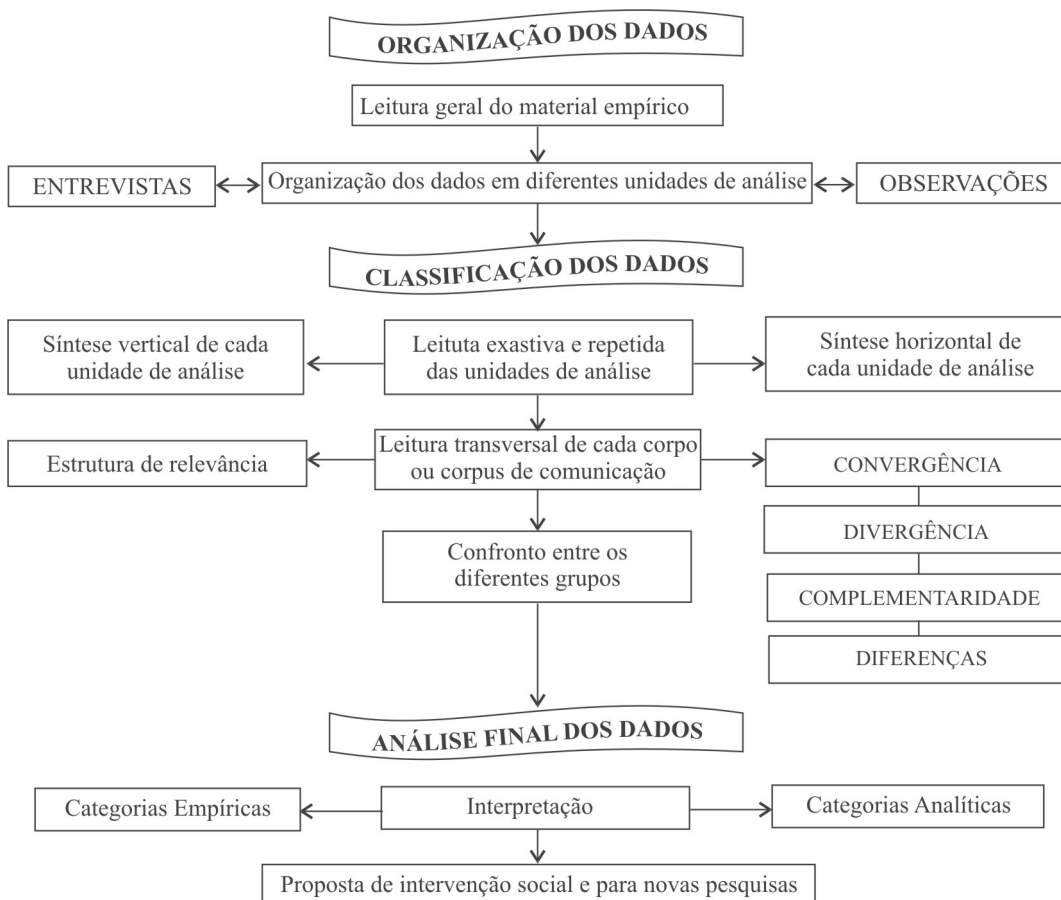 ORGANIZAÇÃO DOS DADOS
Leitura geral do material empírico
ENTREVISTAS
Organização dos dados em diferentes unidades de análise
OBSERVAÇÕES
CLASSIFICAÇÃO DOS DADOS
Síntese vertical de cada
unidade de análise
Leituta exastiva e repetida
das unidades de análise
Síntese horizontal de
cada unidade de análise
Estrutura de relevância
Leitura transversal de cada corpo
ou corpus de comunicação
CONVERGÊNCIA
DIVERGÊNCIA
COMPLEMENTARIDADE
DIFERENÇAS
Confronto entre os
diferentes grupos
ANÁLISE FINAL DOS DADOS
Categorias Empíricas
Interpretação
Categorias Analíticas
Proposta de intervenção social e para novas pesquisas